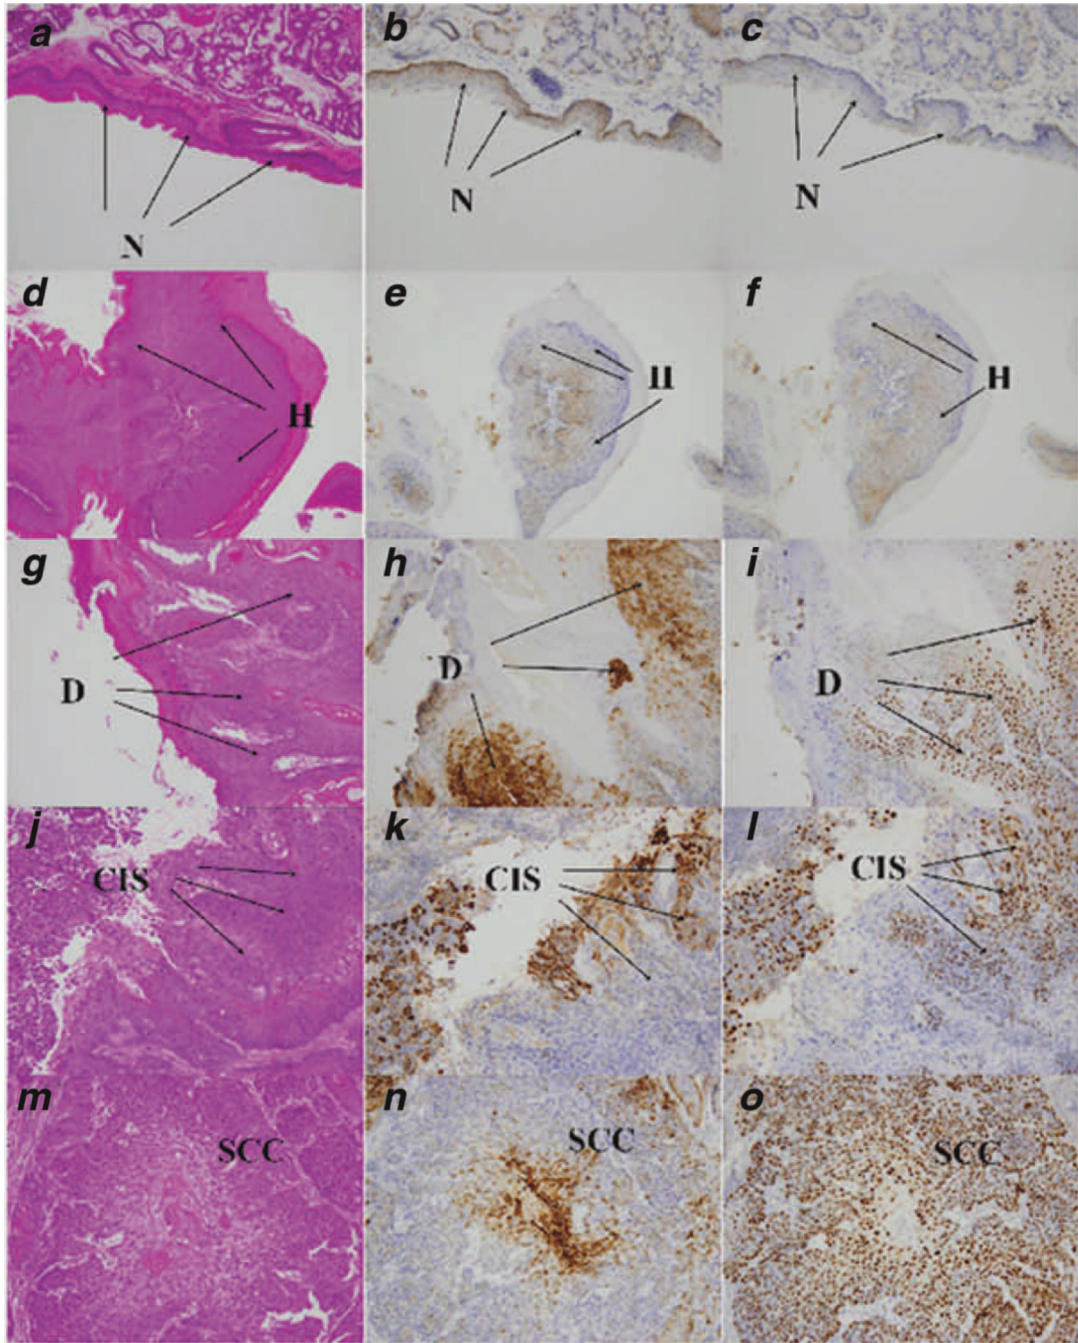 a b c
N N N
d e f
H H H
g h i
D D D
j k l
CIS CIS CIS
m n o
SCC SCC SCC